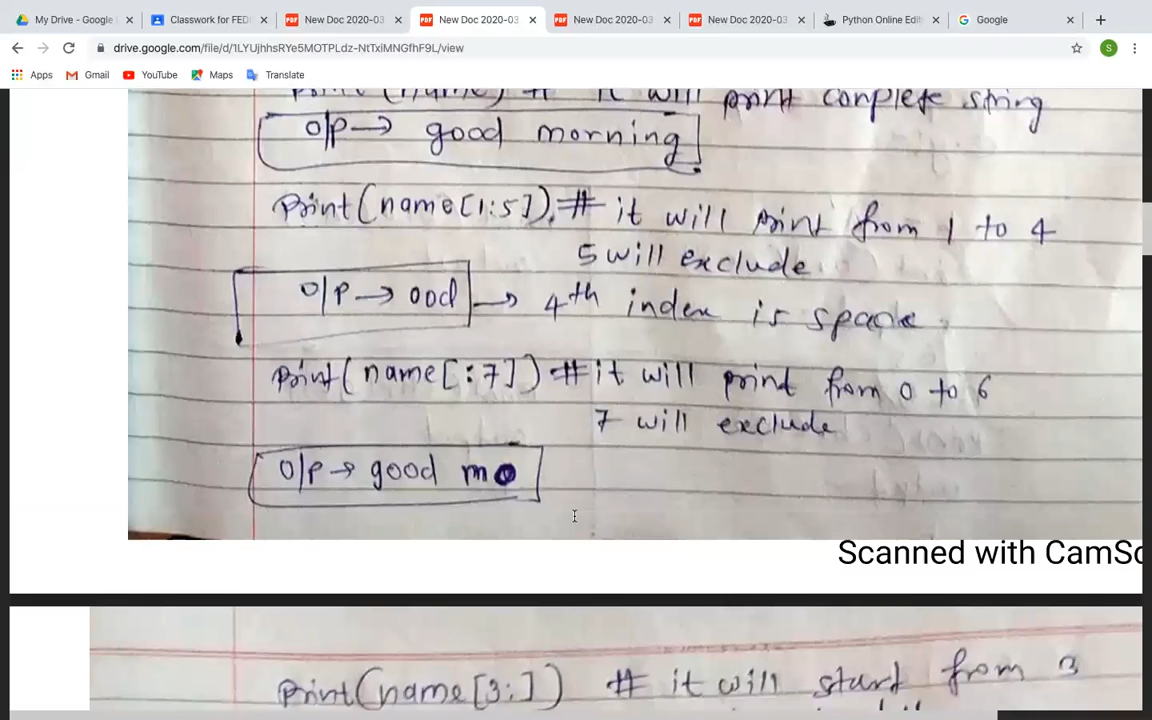 My Drive - Google
Classwork for FED
New Doc 2020-03
New Doc 2020-03
New Doc 2020-03
New Doc 2020-03
Python Online Edit
Google
drive.google.com/file/d/1LYUjhhsRYe5MOTPLdz-NtTxiMNGfhF9L/view
S
Apps
Gmail
YouTube
Maps
Translate
print (name) # it will print conplete string
O/P → good morning
Print(name[1:5]).# it will print from 1 to 4
5 will exclude
O/P → ood → 4th index is space.
Print(name[:7]) # it will print from 0 to 6
7 will exclude
O/P → good mo
Scanned with CamSc
Print(name[3:]) # it will start from 3